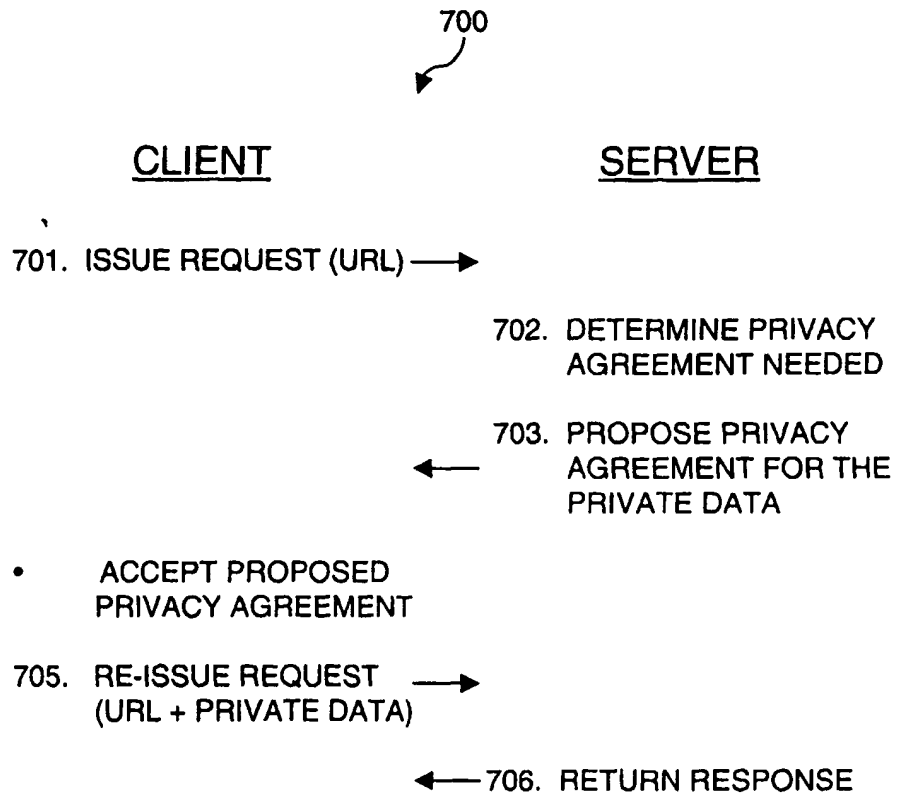 700
CLIENT SERVER
701. ISSUE REQUEST (URL)
702. DETERMINE PRIVACY
AGREEMENT NEEDED
703. PROPOSE PRIVACY
AGREEMENT FOR THE
PRIVATE DATA
• ACCEPT PROPOSED
PRIVACY AGREEMENT
705. RE-ISSUE REQUEST
(URL + PRIVATE DATA)
706. RETURN RESPONSE